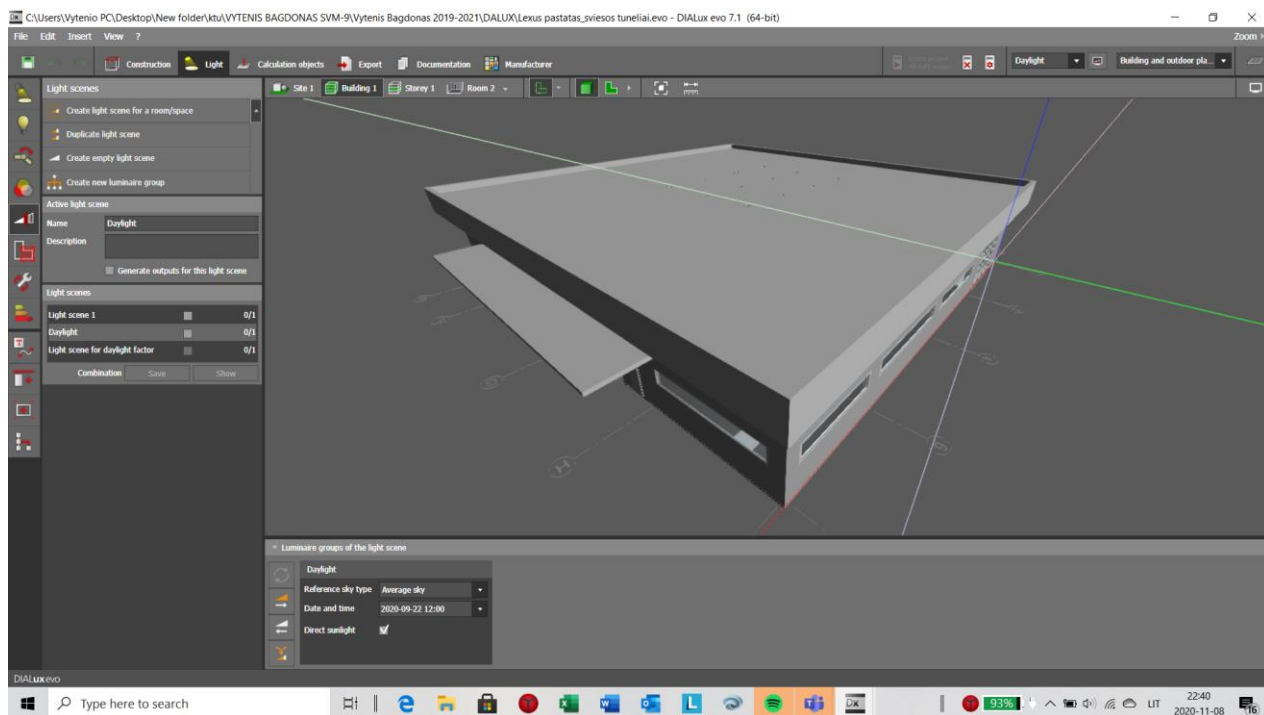 C:\Users\Vytenio PC\Desktop\New folder\ktu\VYTENIS BAGDONAS SVM-9\Vytenis Bagdonas 2019-2021\DALUX\Lexus pastatas_sviesos tuneliai.evo - DIALux evo 7.1 (64-bit)
File Edit Insert View ? Zoom
Construction Light Calculation objects Export Documentation Manufacturer Daylight Building and outdoor pla...
Light scenes Site 1 Building 1 Storey 1 Room 2
Create light scene for a room/space
Duplicate light scene
Create empty light scene
Create new luminaire group
Active light scene
Name Daylight
Description
Generate outputs for this light scene
Light scenes
Light scene 1 0/1
Daylight 0/1
Light scene for daylight factor 0/1
Combination Save Show
H
Luminaire groups of the light scene
Daylight
Reference sky type Average sky
Date and time 2020-09-22 12:00
Direct sunlight
DIALux evo
Type here to search 93% LIT 22:40
2020-11-08 16